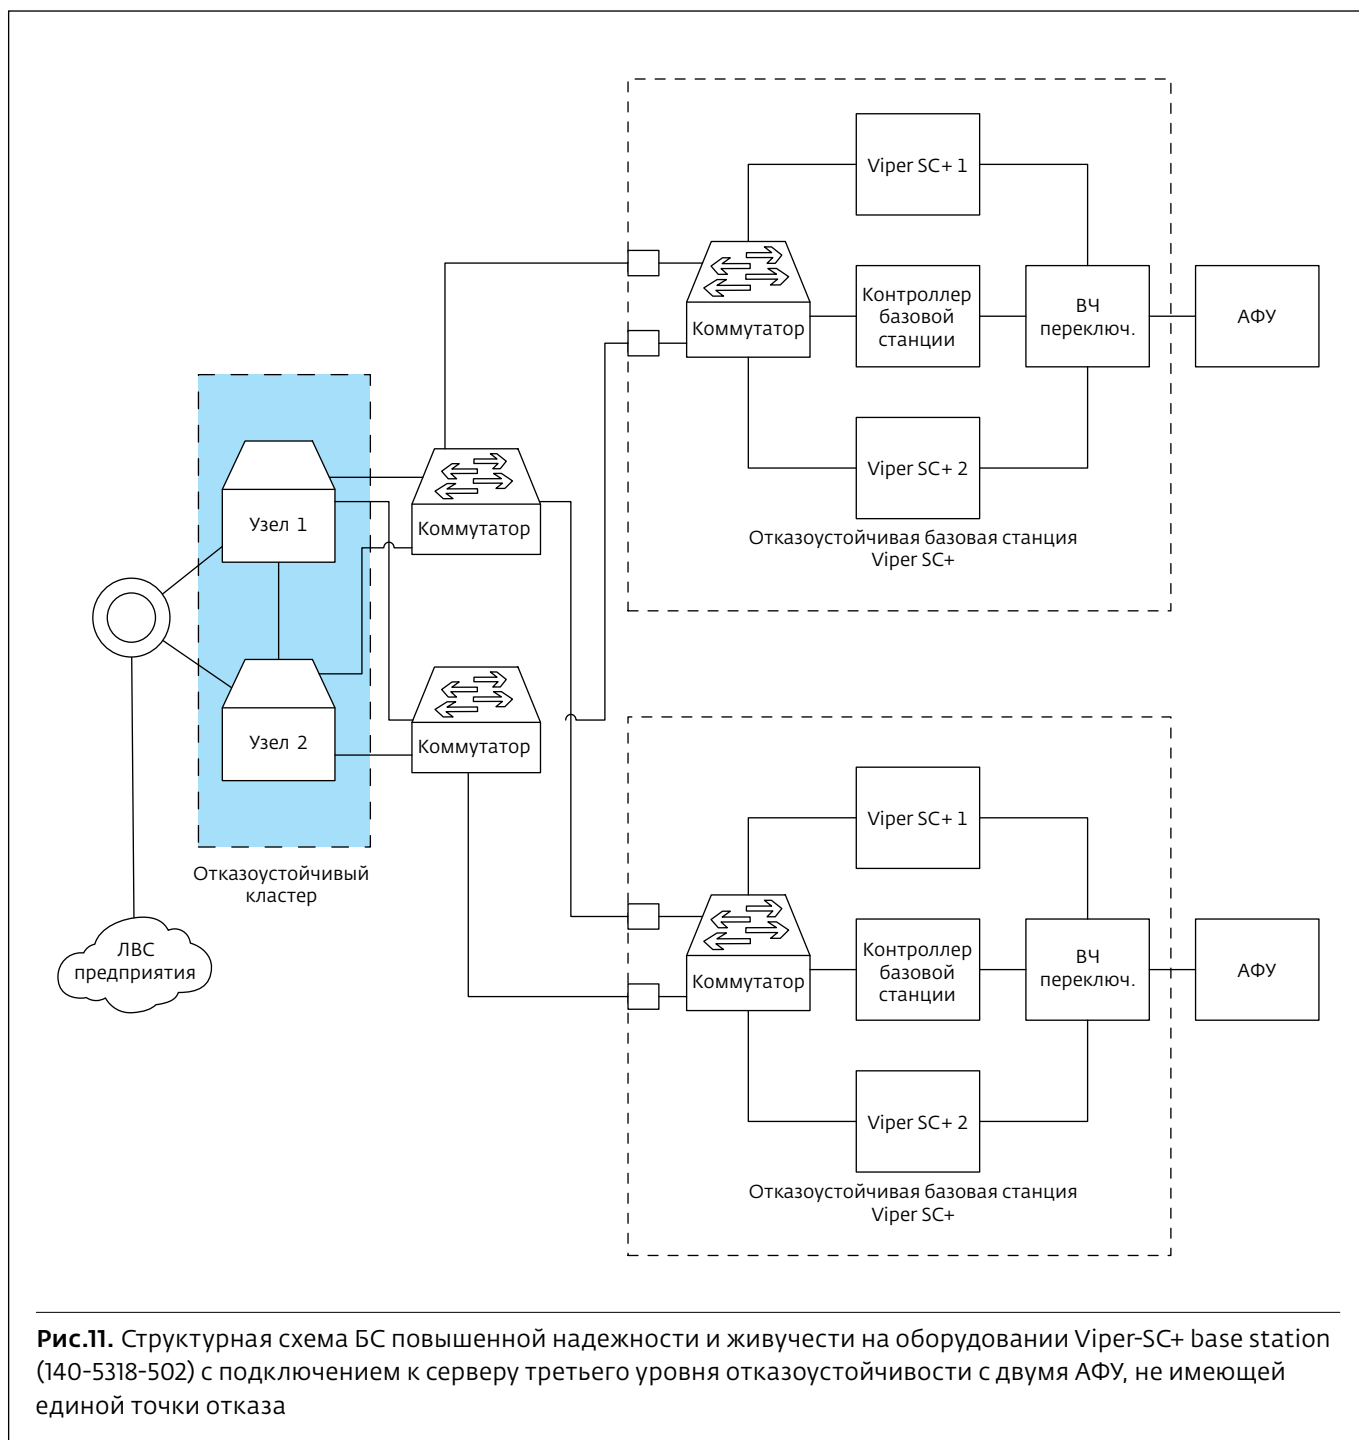 Viper SC+ 1
Контроллер
базовой
станции
ВЧ
переключ.
АФУ
Коммутатор
Viper SC+ 2
Отказоустойчивая базовая станция
Viper SC+
Узел 1
Коммутатор
Узел 2
Коммутатор
Отказоустойчивый
кластер
ЛВС
предприятия
Viper SC+ 1
Контроллер
базовой
станции
ВЧ
переключ.
АФУ
Коммутатор
Viper SC+ 2
Отказоустойчивая базовая станция
Viper SC+
Рис.11. Структурная схема БС повышенной надежности и живучести на оборудовании Viper-SC+ base station
(140-5318-502) с подключением к серверу третьего уровня отказоустойчивости с двумя АФУ, не имеющей
единой точки отказа